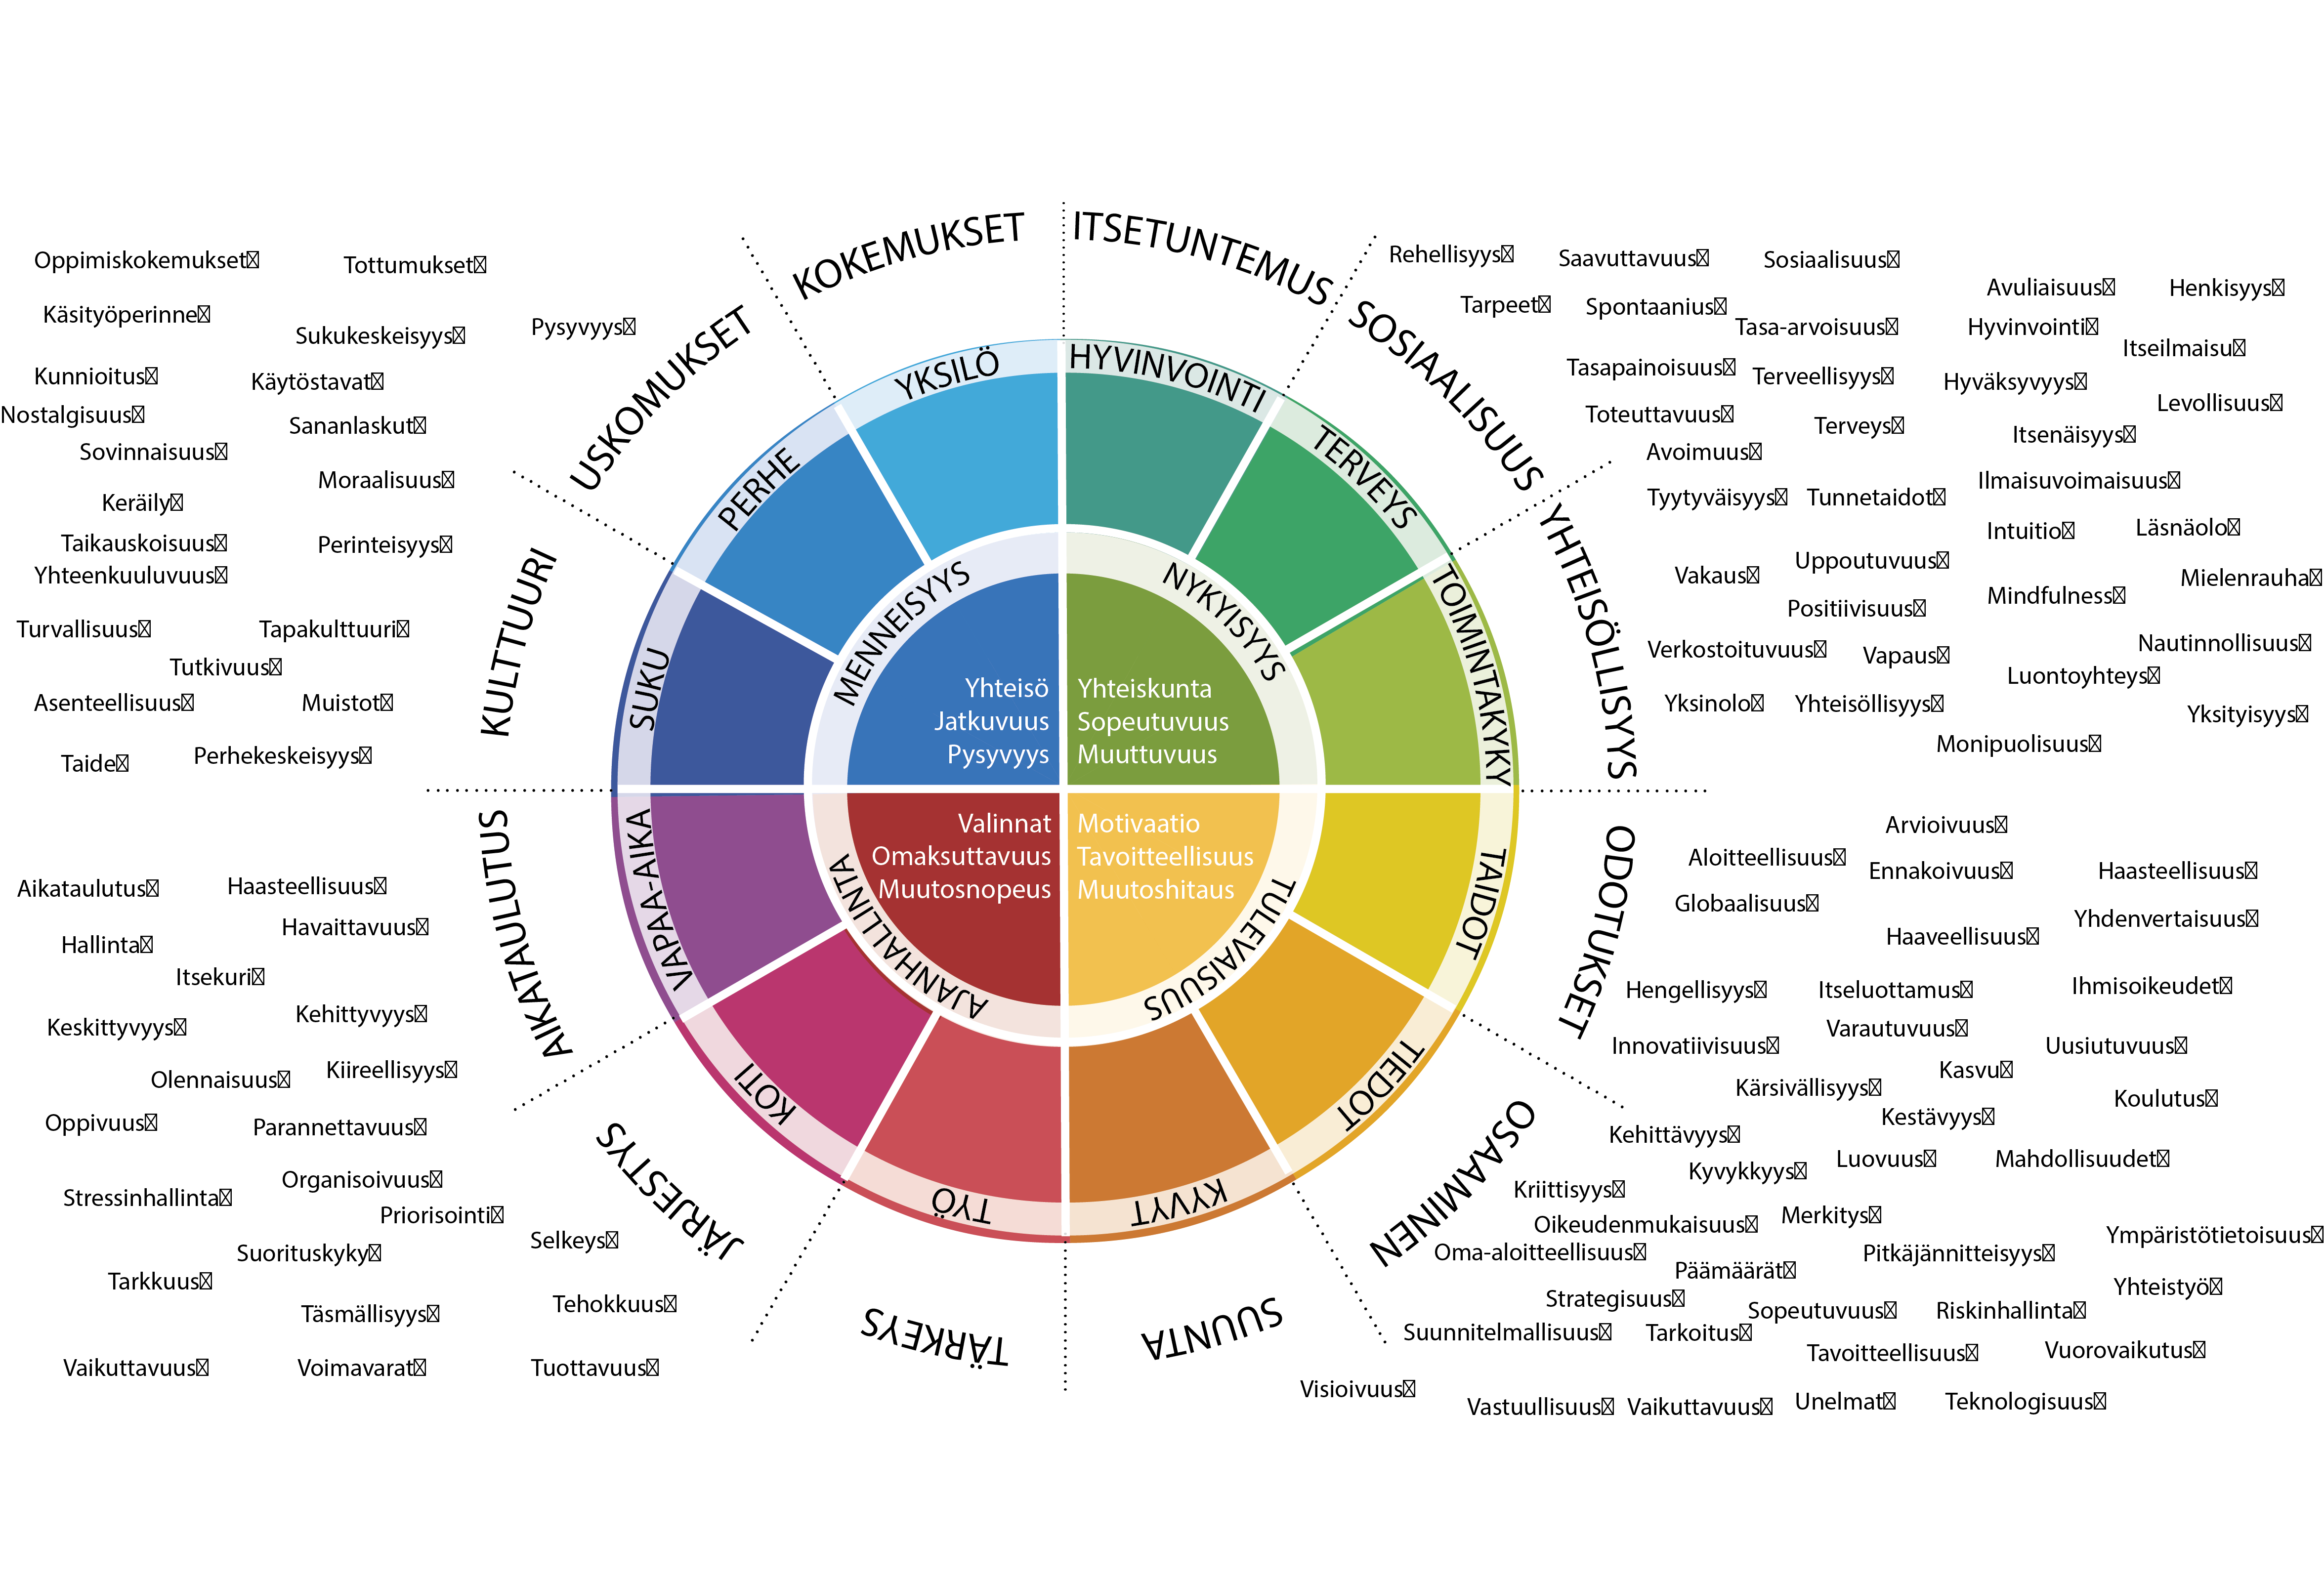 KOKEMUKSET
ITSETUNTEMUS
USKOMUKSET
SOSIAALISUUS
KULTTUURI
YHTEISÖLLISYYS
AIKATAULUTUS
ODOTUKSET
JÄRJESTYS
OSAAMINEN
TÄRKEYS
SUUNTA
YKSILÖ
HYVINVOINTI
PERHE
TERVEYS
SUKU
TOIMINTAKYKY
VAPAA-AIKA
TAIDOT
KOTI
TIEDOT
TYÖ
KYVYT
MENNEISYYS
NYKYISYYS
AJANHALLINTA
TULEVAISUUS
Yhteisö
Jatkuvuus
Pysyvyys
Yhteiskunta
Sopeutuvuus
Muuttuvuus
Valinnat
Omaksuttavuus
Muutosnopeus
Motivaatio
Tavoitteellisuus
Muutoshitaus
Oppimiskokemukset
Tottumukset
Käsityöperinne
Sukukeskeisyys
Pysyvyys
Kunnioitus
Käytöstavat
Nostalgisuus
Sananlaskut
Sovinnaisuus
Moraalisuus
Keräily
Taikauskoisuus
Perinteisyys
Yhteenkuuluvuus
Turvallisuus
Tapakulttuuri
Tutkivuus
Asenteellisuus
Muistot
Taide
Perhekeskeisyys
Rehellisyys
Saavuttavuus
Sosiaalisuus
Avuliaisuus
Henkisyys
Tarpeet
Spontaanius
Tasa-arvoisuus
Hyvinvointi
Itseilmaisu
Tasapainoisuus
Terveellisyys
Hyväksyvyys
Levollisuus
Toteuttavuus
Terveys
Itsenäisyys
Avoimuus
Ilmaisuvoimaisuus
Tyytyväisyys
Tunnetaidot
Intuitio
Läsnäolo
Uppoutuvuus
Vakaus
Mielenrauha
Positiivisuus
Mindfulness
Verkostoituvuus
Vapaus
Nautinnollisuus
Luontoyhteys
Yksinolo
Yhteisöllisyys
Yksityisyys
Monipuolisuus
Aikataulutus
Haasteellisuus
Havaittavuus
Hallinta
Itsekuri
Kehittyvyys
Keskittyvyys
Kiireellisyys
Olennaisuus
Oppivuus
Parannettavuus
Organisoivuus
Stressinhallinta
Priorisointi
Selkeys
Suorituskyky
Tarkkuus
Tehokkuus
Täsmällisyys
Vaikuttavuus
Voimavarat
Tuottavuus
Arvioivuus
Aloitteellisuus
Ennakoivuus
Haasteellisuus
Globaalisuus
Yhdenvertaisuus
Haaveellisuus
Hengellisyys
Itseluottamus
Ihmisoikeudet
Varautuvuus
Innovatiivisuus
Uusiutuvuus
Kasvu
Kärsivällisyys
Koulutus
Kestävyys
Kehittävyys
Luovuus
Mahdollisuudet
Kyvykkyys
Kriittisyys
Merkitys
Oikeudenmukaisuus
Ympäristötietoisuus
Oma-aloitteellisuus
Pitkäjännitteisyys
Päämäärät
Yhteistyö
Strategisuus
Sopeutuvuus
Riskinhallinta
Suunnitelmallisuus
Tarkoitus
Tavoitteellisuus
Vuorovaikutus
Visioivuus
Vastuullisuus
Vaikuttavuus
Unelmat
Teknologisuus